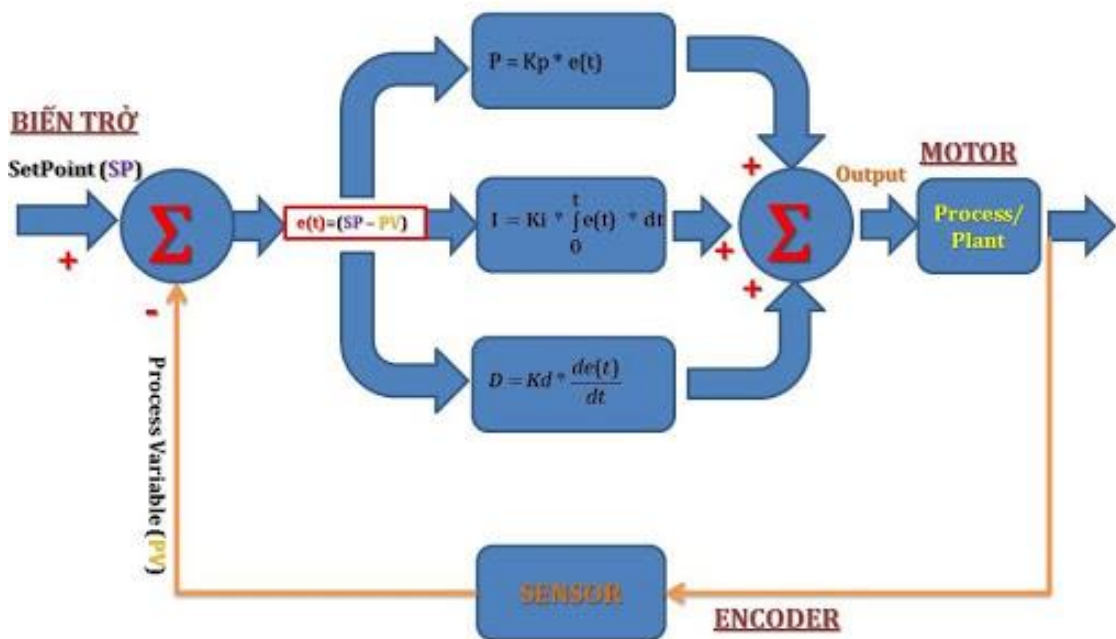 BIẾN TRỞ
SetPoint (SP)
+
Σ
-
e(t)=(SP – PV)
P = Kp * e(t)
I = Ki * ∫e(t) * dt
t
0
D = Kd * de(t)/dt
+
+
+
Σ
Output
MOTOR
Process/
Plant
Process Variable (PV)
SENSOR
ENCODER